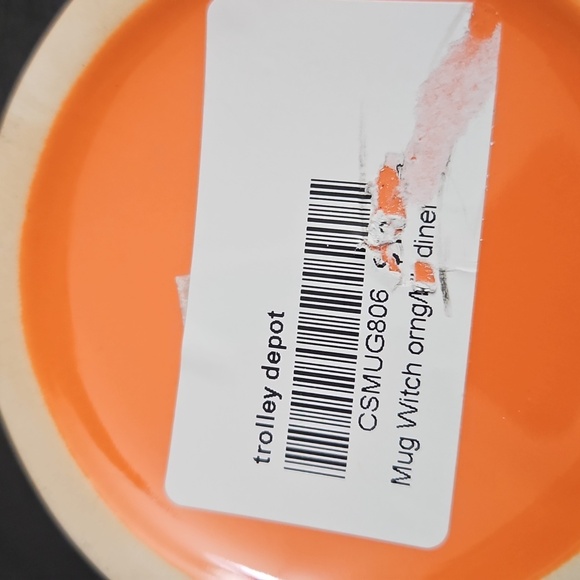 trolley depot
CSMUG806
Mug Witch orng/ diner